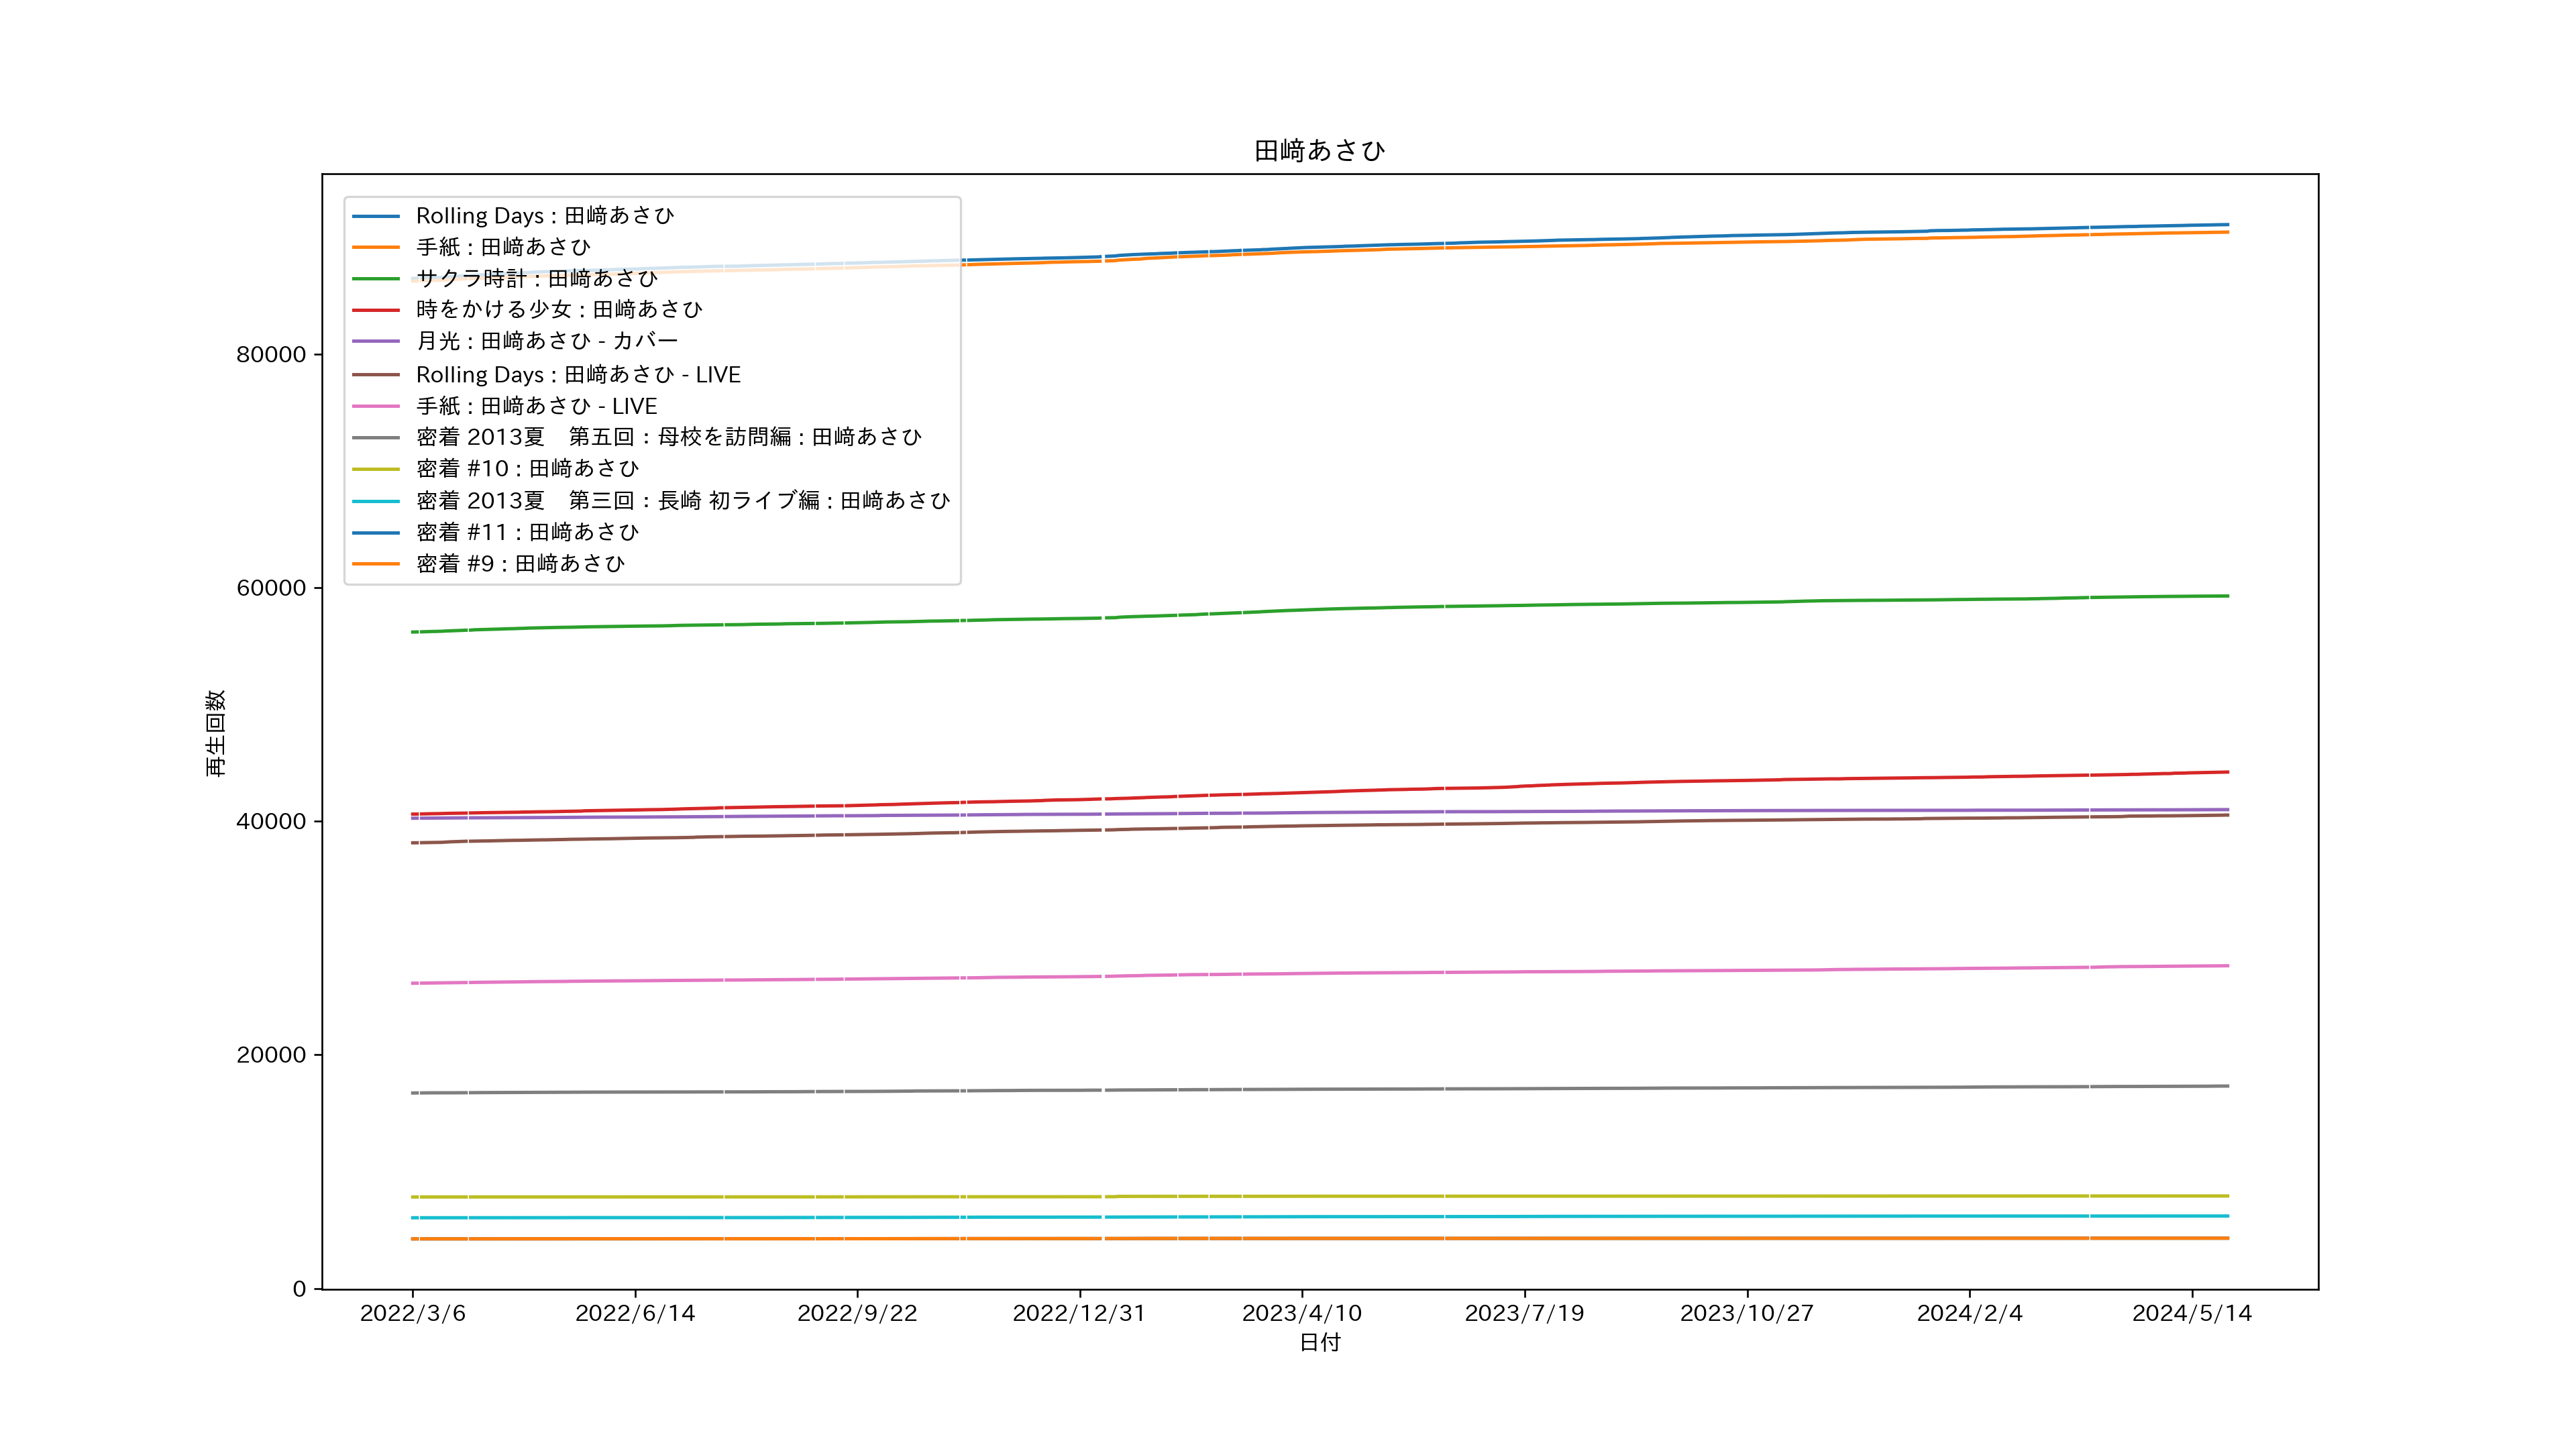 田﨑あさひ
Rolling Days : 田﨑あさひ
手紙 : 田﨑あさひ
サクラ時計 : 田﨑あさひ
時をかける少女 : 田﨑あさひ
月光 : 田﨑あさひ - カバー
Rolling Days : 田﨑あさひ - LIVE
手紙 : 田﨑あさひ - LIVE
密着 2013夏　第五回：母校を訪問編 : 田﨑あさひ
密着 #10 : 田﨑あさひ
密着 2013夏　第三回：長崎 初ライブ編 : 田﨑あさひ
密着 #11 : 田﨑あさひ
密着 #9 : 田﨑あさひ
80000
60000
40000
20000
0
再生回数
2022/3/6 2022/6/14 2022/9/22 2022/12/31 2023/4/10 2023/7/19 2023/10/27 2024/2/4 2024/5/14
日付